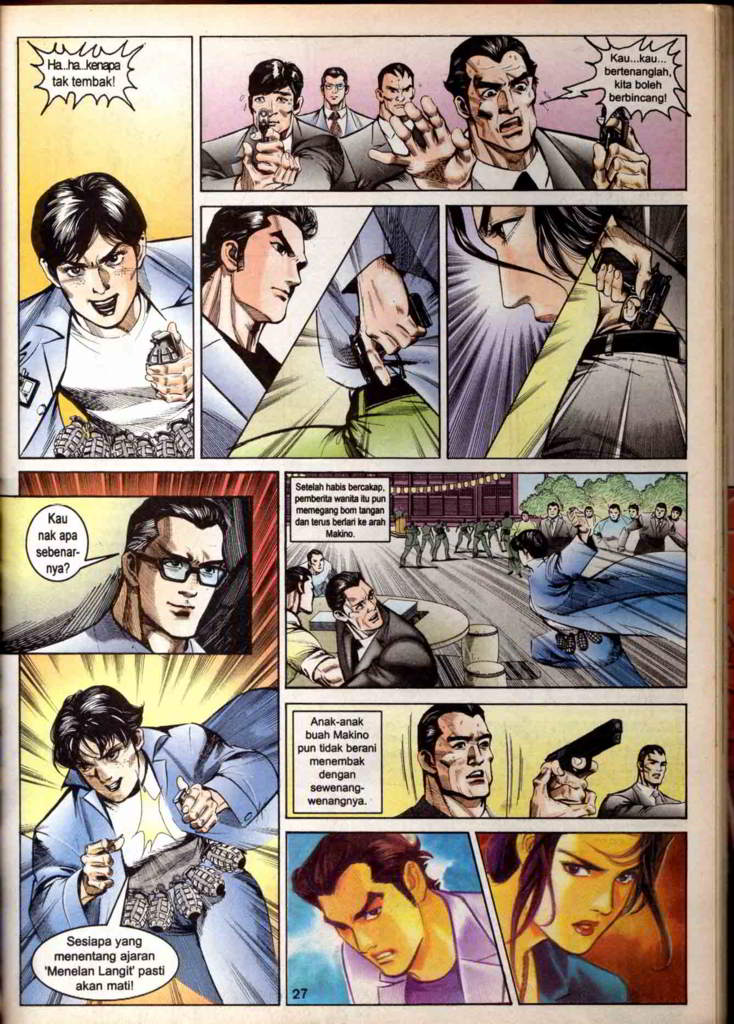 Ha..ha..kenapa
tak tembak!
Kau...kau...
bertenanglah,
kita boleh
berbincang!
Kau
nak apa
sebenar-
nya?
Setelah habis bercakap,
pemberita wanita itu pun
memegang bom tangan
dan terus berlari ke arah
Makino.
Anak-anak
buah Makino
pun tidak berani
menembak
dengan
sewenang-
wenangnya.
Sesiapa yang
menentang ajaran
'Menelan Langit' pasti
akan mati!
27